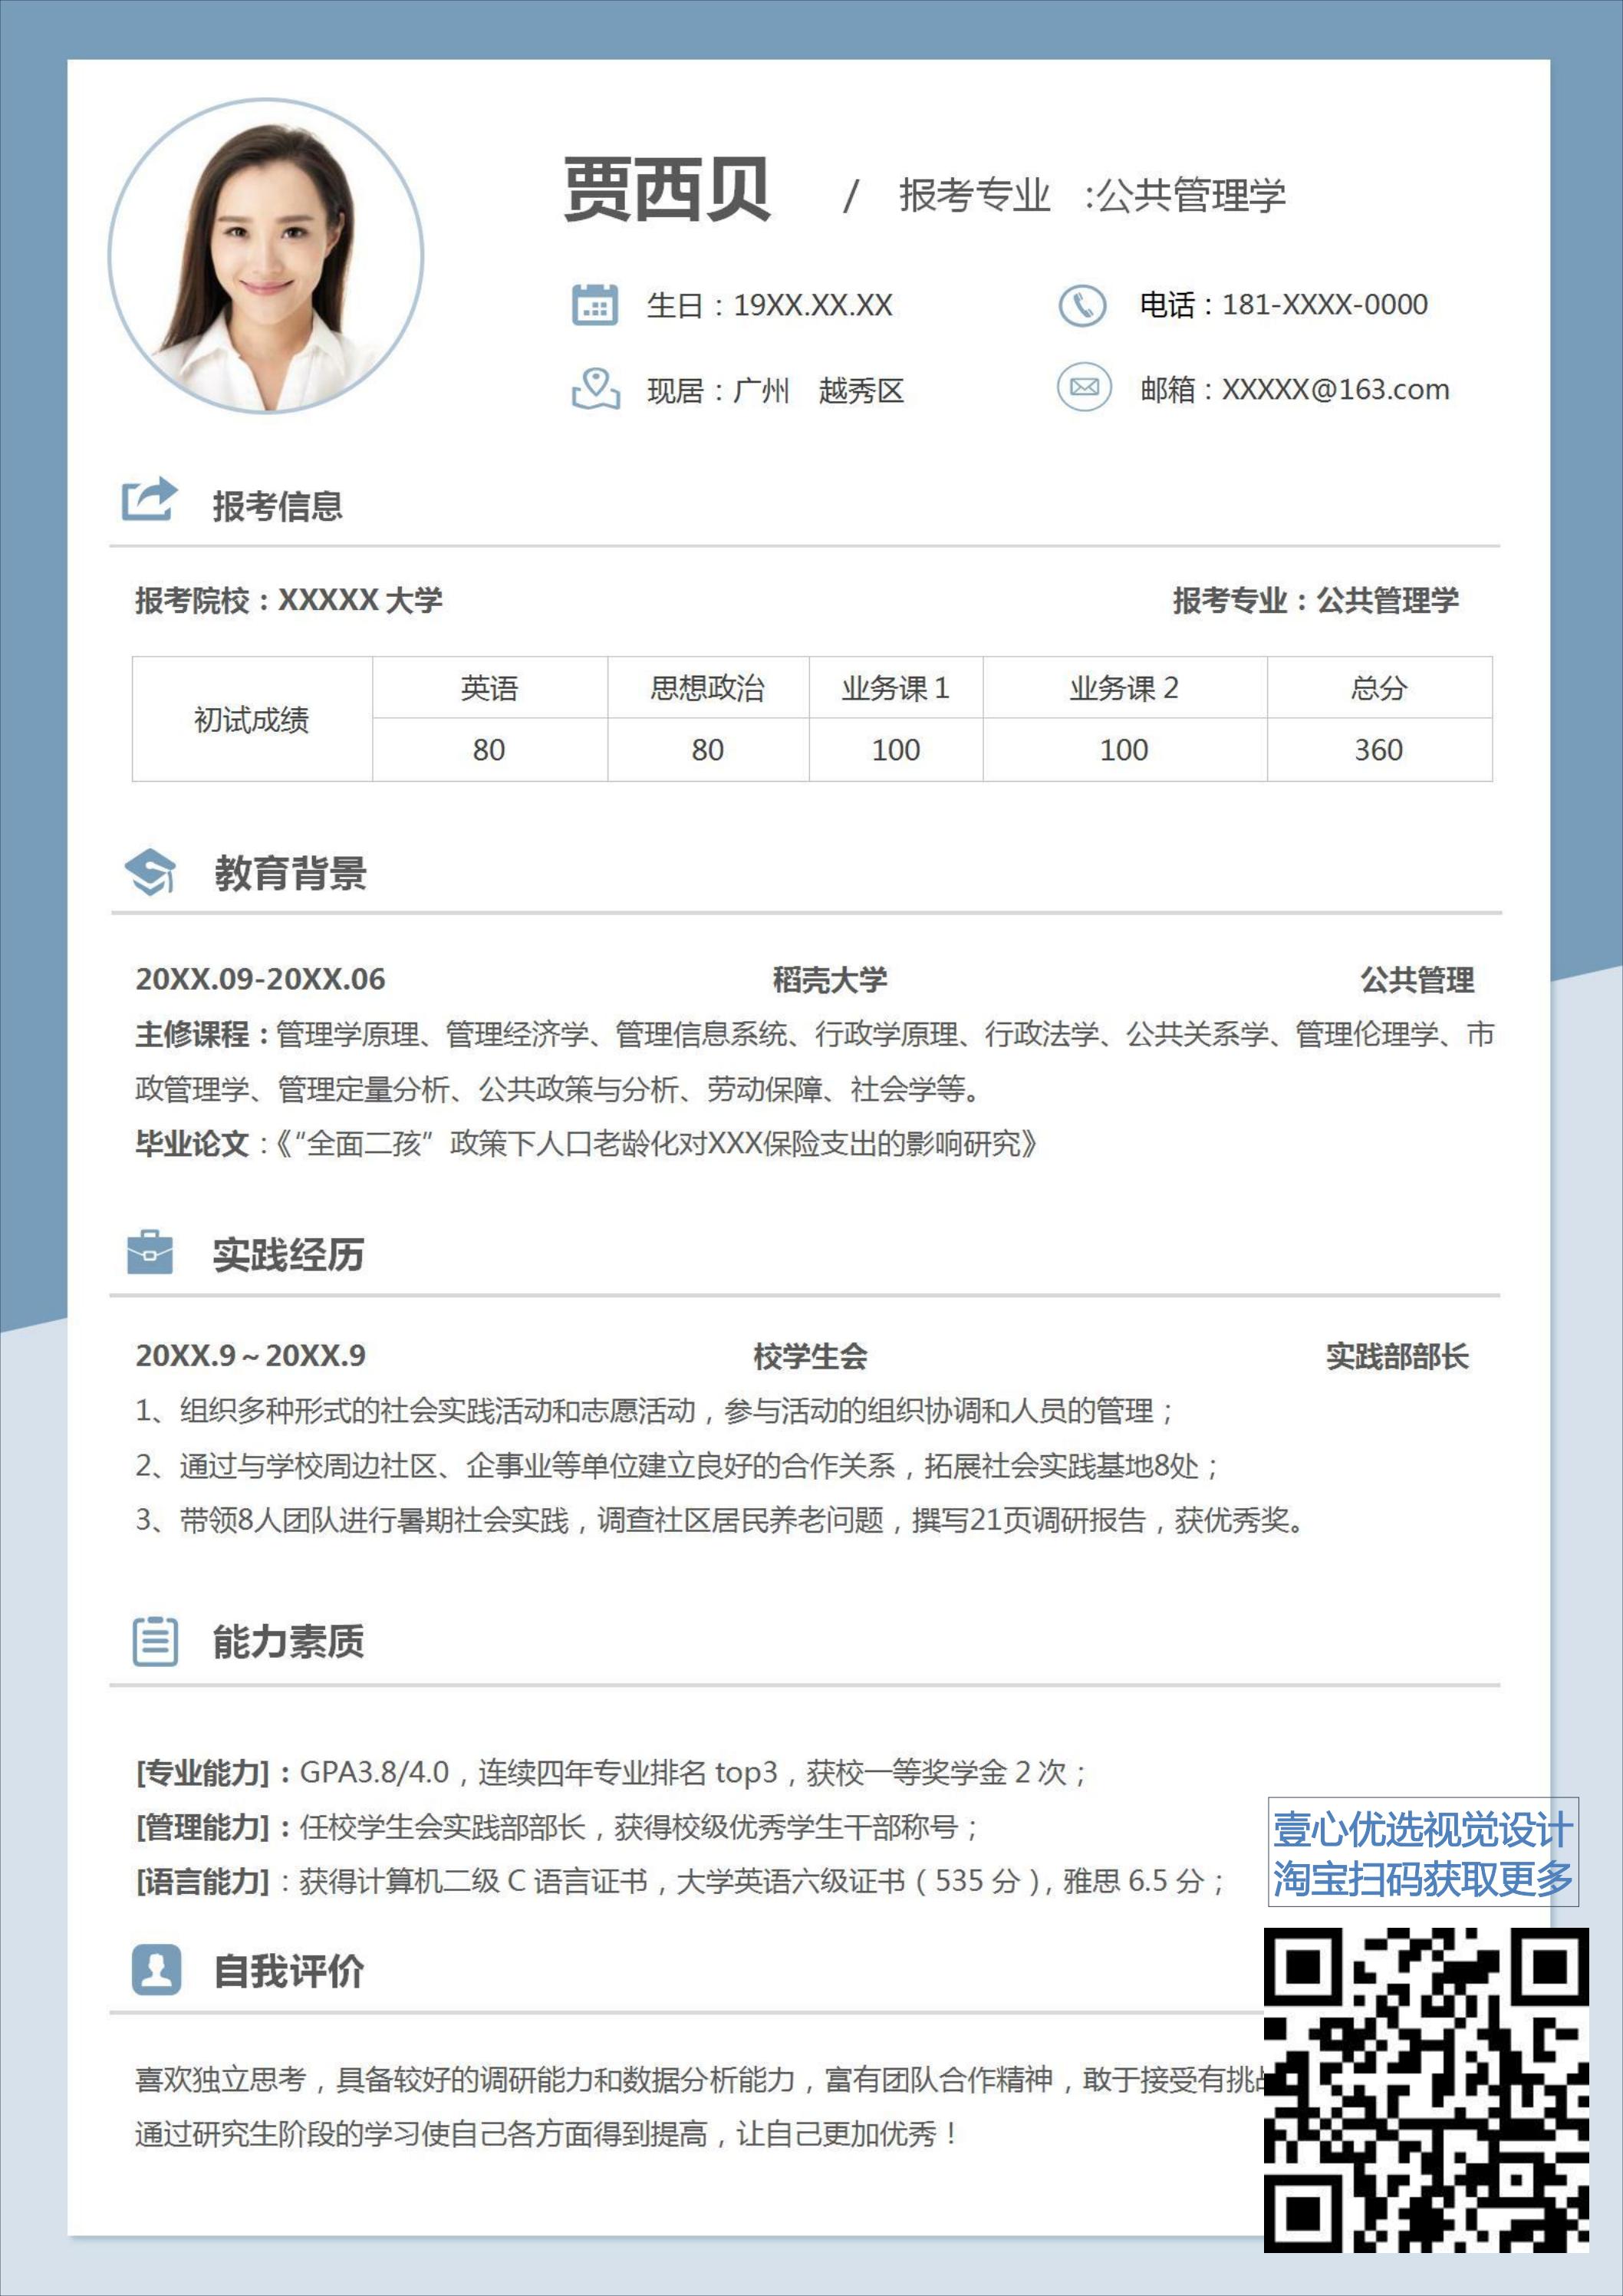 贾西贝 / 报考专业 :公共管理学
生日：19XX.XX.XX 电话：181-XXXX-0000
现居：广州 越秀区 邮箱：XXXXX@163.com
报考信息
报考院校：XXXXX 大学 报考专业：公共管理学
初试成绩 英语 思想政治 业务课 1 业务课 2 总分
80 80 100 100 360
教育背景
20XX.09-20XX.06 稻壳大学 公共管理
主修课程：管理学原理、管理经济学、管理信息系统、行政学原理、行政法学、公共关系学、管理伦理学、市
政管理学、管理定量分析、公共政策与分析、劳动保障、社会学等。
毕业论文：《“全面二孩”政策下人口老龄化对XXX保险支出的影响研究》
实践经历
20XX.9～20XX.9 校学生会 实践部部长
1、组织多种形式的社会实践活动和志愿活动，参与活动的组织协调和人员的管理；
2、通过与学校周边社区、企事业等单位建立良好的合作关系，拓展社会实践基地8处；
3、带领8人团队进行暑期社会实践，调查社区居民养老问题，撰写21页调研报告，获优秀奖。
能力素质
[专业能力]：GPA3.8/4.0，连续四年专业排名 top3，获校一等奖学金 2 次；
[管理能力]：任校学生会实践部部长，获得校级优秀学生干部称号；
[语言能力]：获得计算机二级 C 语言证书，大学英语六级证书（535 分），雅思 6.5 分；
壹心优选视觉设计
淘宝扫码获取更多
自我评价
喜欢独立思考，具备较好的调研能力和数据分析能力，富有团队合作精神，敢于接受有挑
通过研究生阶段的学习使自己各方面得到提高，让自己更加优秀！